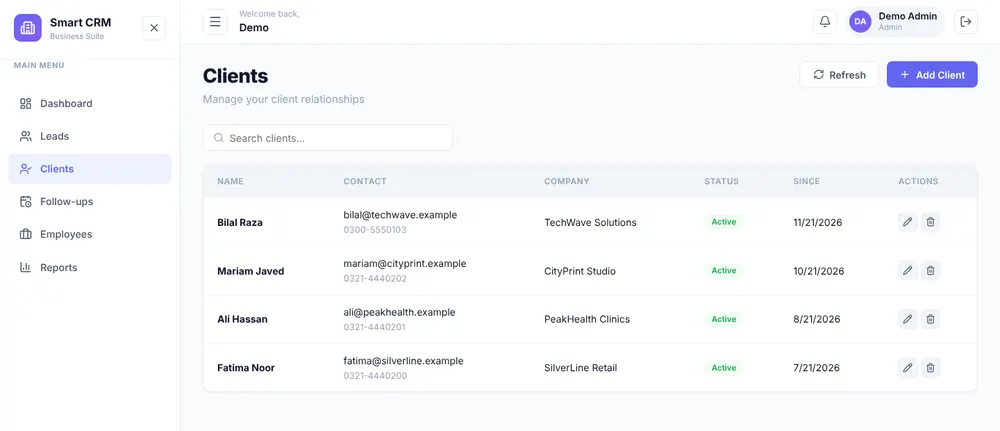 Smart CRM
Business Suite
MAIN MENU
Dashboard
Leads
Clients
Follow-ups
Employees
Reports
Welcome back,
Demo
DA
Demo Admin
Admin
Clients
Manage your client relationships
Refresh
Add Client
Search clients...
NAME CONTACT COMPANY STATUS SINCE ACTIONS
Bilal Raza bilal@techwave.example TechWave Solutions Active 11/21/2026
0300-5550103
Mariam Javed mariam@cityprint.example CityPrint Studio Active 10/21/2026
0321-4440202
Ali Hassan ali@peakhealth.example PeakHealth Clinics Active 8/21/2026
0321-4440201
Fatima Noor fatima@silverline.example SilverLine Retail Active 7/21/2026
0321-4440200